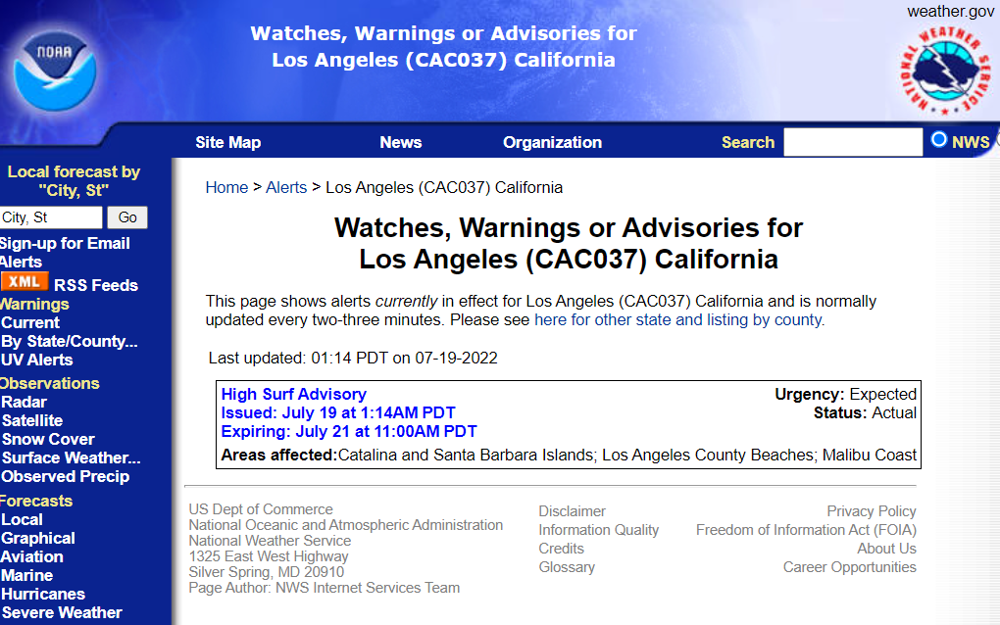 weather.gov
NOAA
Watches, Warnings or Advisories for
Los Angeles (CAC037) California
NATIONAL WEATHER SERVICE
Site Map News Organization Search NWS
Local forecast by
"City, St"
City, St Go
Sign-up for Email
Alerts
XML RSS Feeds
Warnings
Current
By State/County...
UV Alerts
Observations
Radar
Satellite
Snow Cover
Surface Weather...
Observed Precip
Forecasts
Local
Graphical
Aviation
Marine
Hurricanes
Severe Weather
Home > Alerts > Los Angeles (CAC037) California
Watches, Warnings or Advisories for
Los Angeles (CAC037) California
This page shows alerts currently in effect for Los Angeles (CAC037) California and is normally
updated every two-three minutes. Please see here for other state and listing by county.
Last updated: 01:14 PDT on 07-19-2022
High Surf Advisory Urgency: Expected
Issued: July 19 at 1:14AM PDT Status: Actual
Expiring: July 21 at 11:00AM PDT
Areas affected:Catalina and Santa Barbara Islands; Los Angeles County Beaches; Malibu Coast
US Dept of Commerce
National Oceanic and Atmospheric Administration
National Weather Service
1325 East West Highway
Silver Spring, MD 20910
Page Author: NWS Internet Services Team
Disclaimer
Information Quality
Credits
Glossary
Privacy Policy
Freedom of Information Act (FOIA)
About Us
Career Opportunities